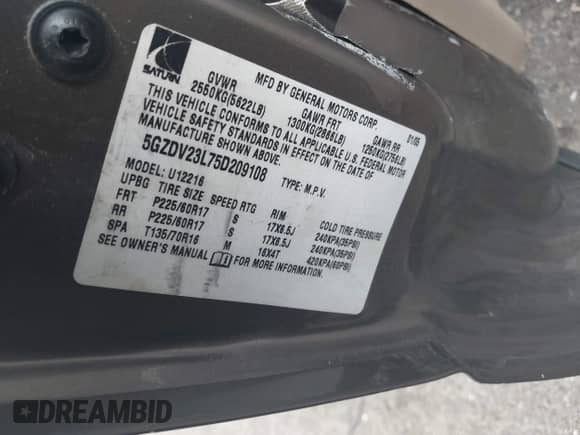 SATURN
MFD BY GENERAL MOTORS CORP. 01/05
GVWR GAWR FRT GAWR RR
2550KG(5622LB) 1300KG(2866LB) 1250KG(2756LB)
THIS VEHICLE CONFORMS TO ALL APPLICABLE U.S. FEDERAL MOTOR
VEHICLE SAFETY STANDARDS IN EFFECT ON THE DATE OF
MANUFACTURE SHOWN ABOVE.
5GZDV23L75D209108 TYPE: M.P.V.
MODEL: U12216
UPBG TIRE SIZE SPEED RTG RIM COLD TIRE PRESSURE
FRT P225/60R17 S 17X6.5J 240KPA(35PSI)
RR P225/60R17 S 17X6.5J 240KPA(35PSI)
SPA T135/70R16 M 16X4T 420KPA(60PSI)
SEE OWNER'S MANUAL FOR MORE INFORMATION.
DREAMBID